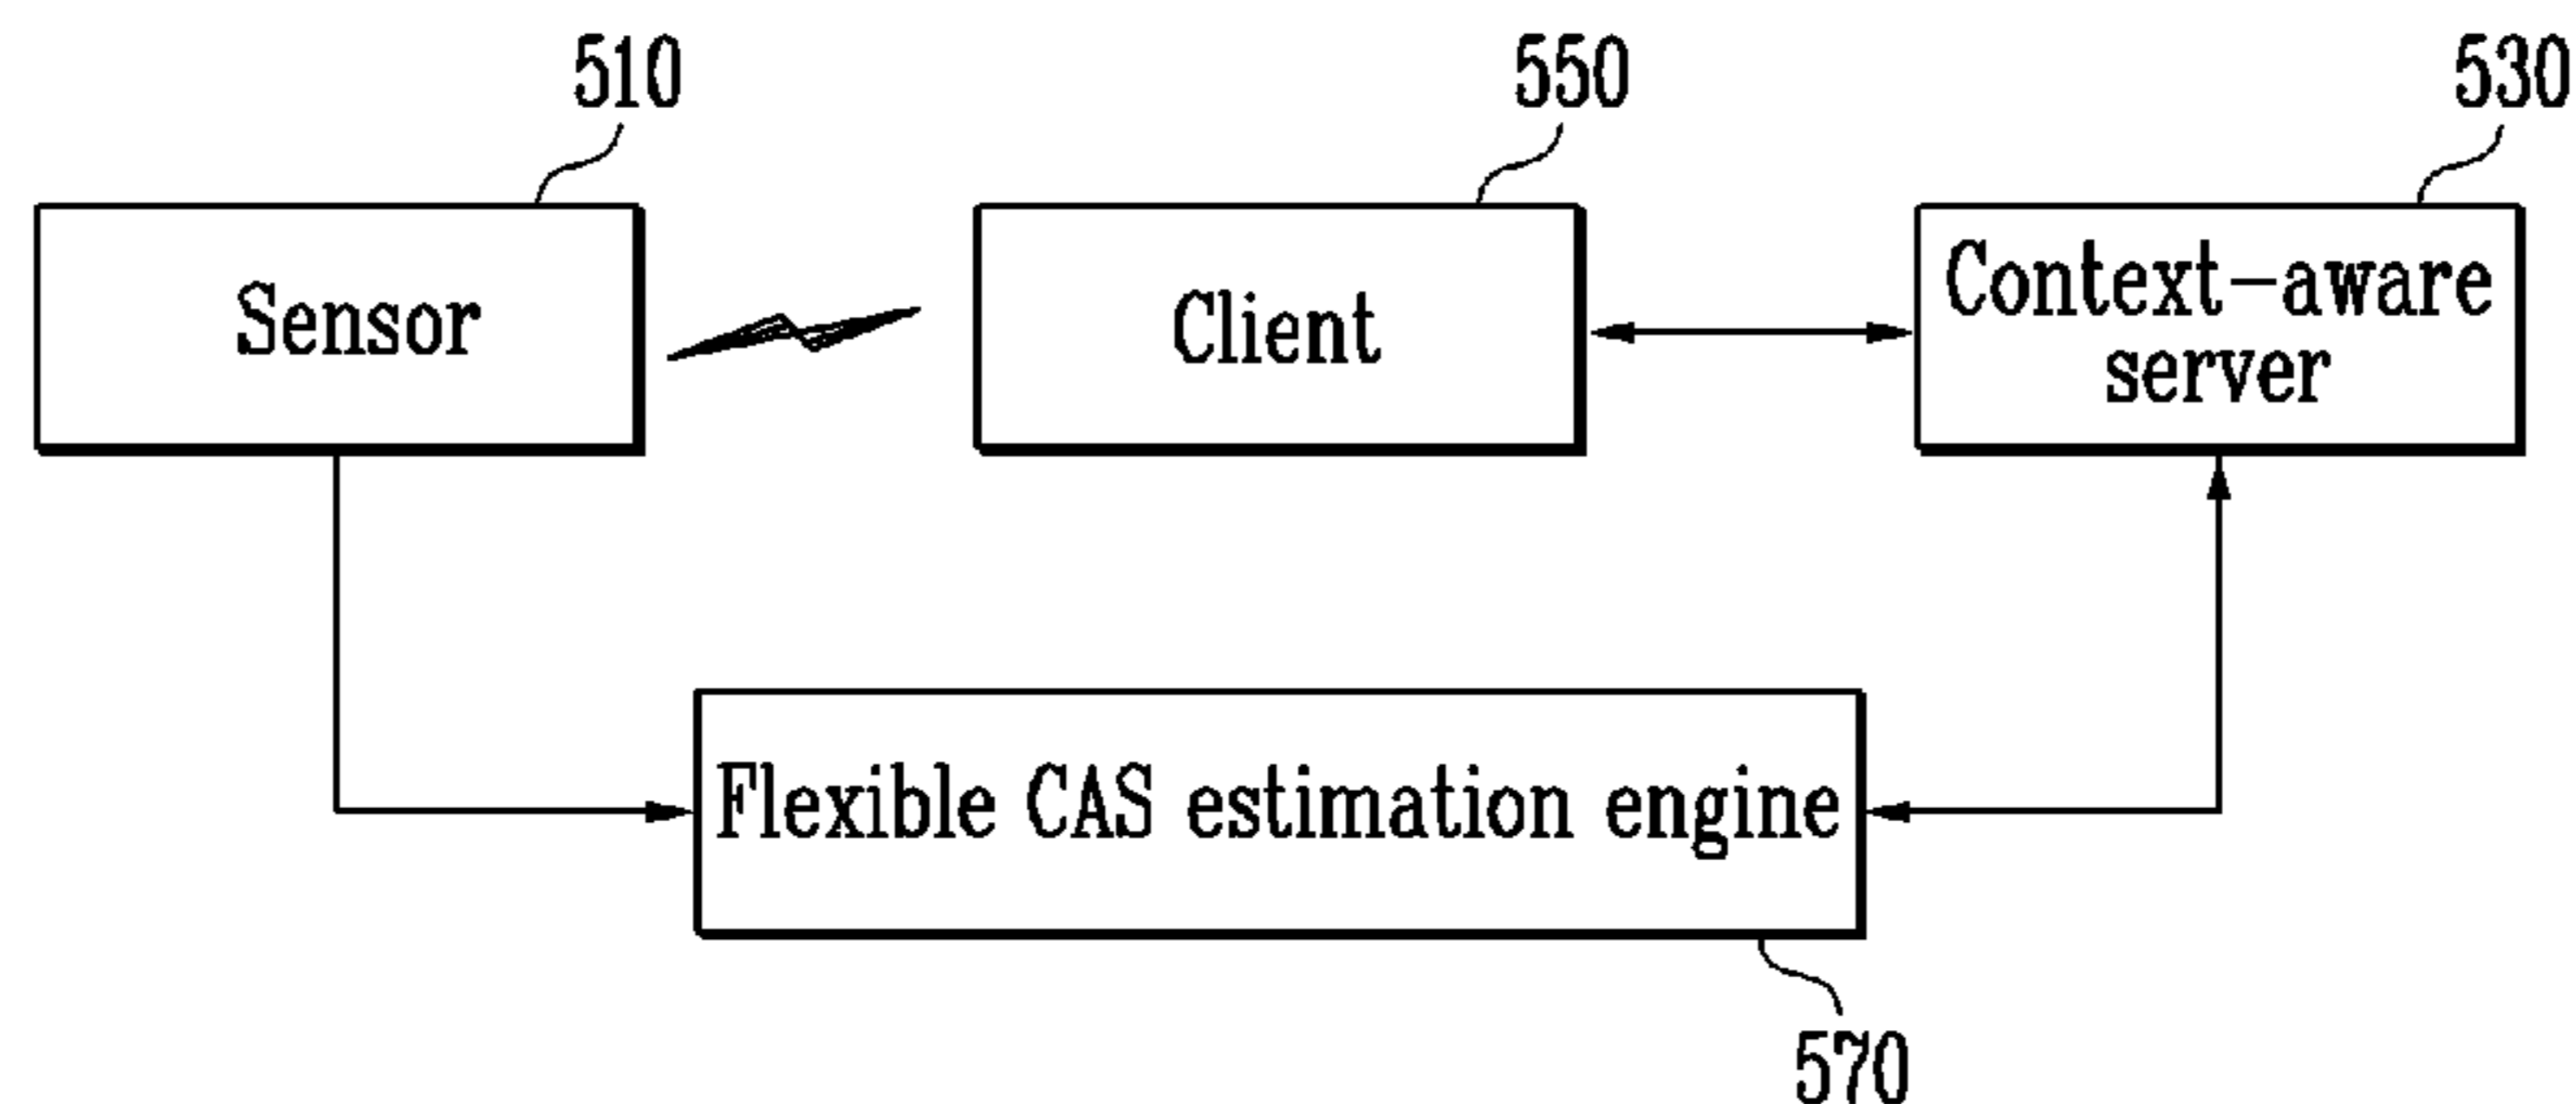 510
550
530
Sensor
Client
Context-aware
server
Flexible CAS estimation engine
570